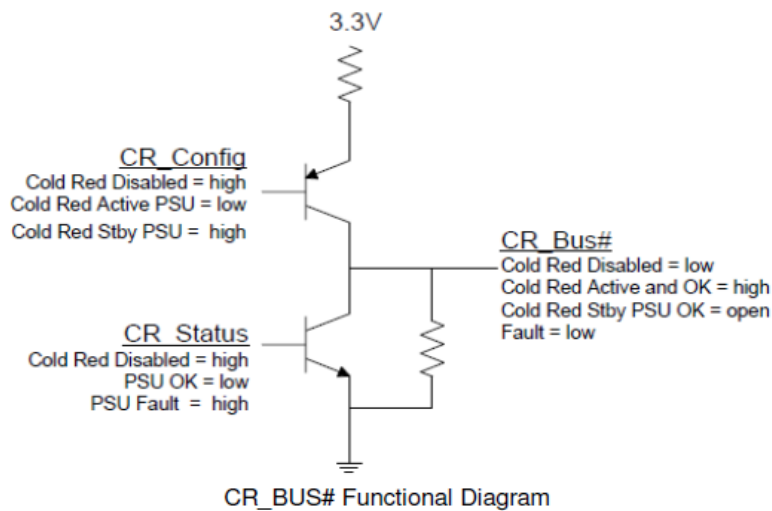 3.3V
CR_Config
Cold Red Disabled = high
Cold Red Active PSU = low
Cold Red Stby PSU = high
CR_Bus#
Cold Red Disabled = low
Cold Red Active and OK = high
Cold Red Stby PSU OK = open
Fault = low
CR_Status
Cold Red Disabled = high
PSU OK = low
PSU Fault = high
CR_BUS# Functional Diagram